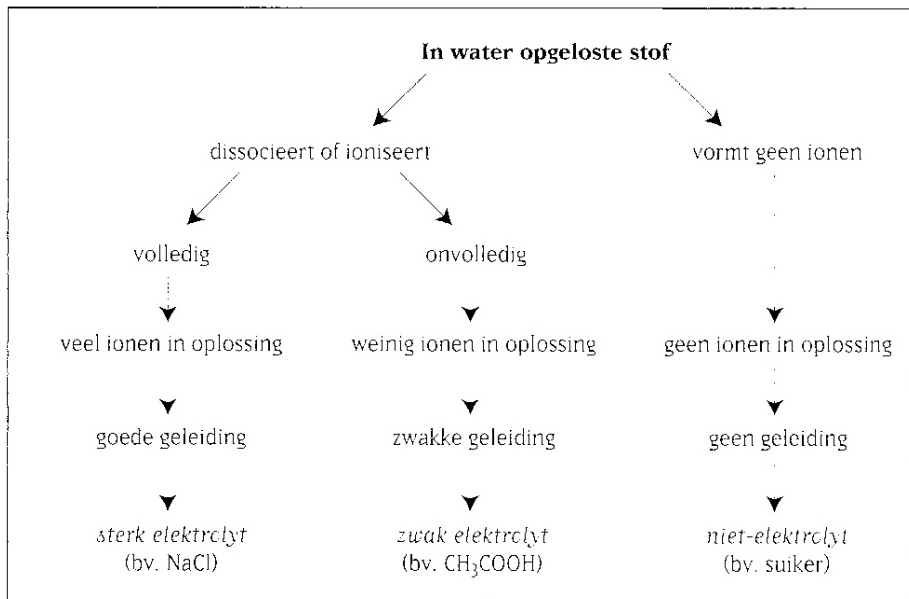 In water opgeloste stof
dissocieert of ioniseert
vormt geen ionen
volledig
onvolledig
veel ionen in oplossing
weinig ionen in oplossing
geen ionen in oplossing
goede geleiding
zwakke geleiding
geen geleiding
sterk elektrolyt
(bv. NaCl)
zwak elektrolyt
(bv. CH₃COOH)
niet-elektrolyt
(bv. suiker)